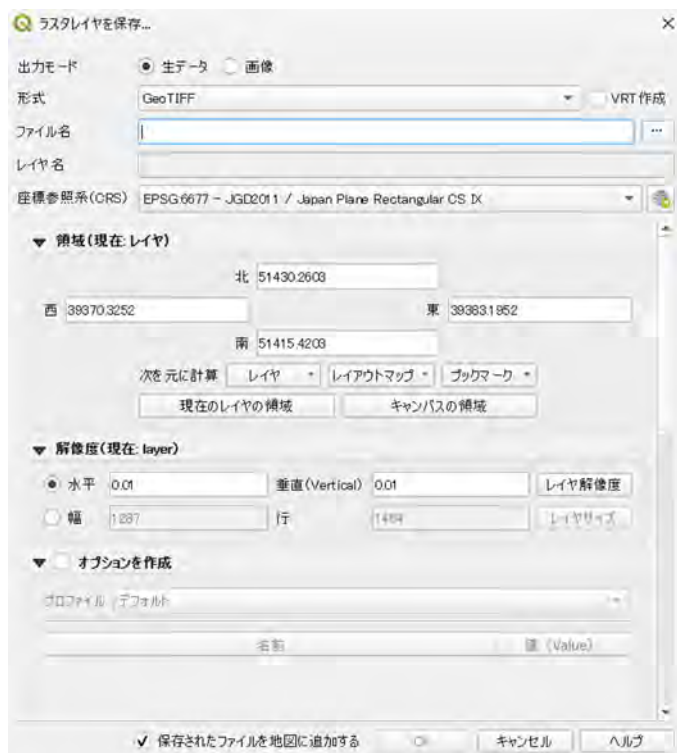 ラスタレイヤを保存...
出力モード 生データ 画像
形式 GeoTIFF VRT作成
ファイル名 ...
レイヤ名
座標参照系(CRS) EPSG:6677 - JGD2011 / Japan Plane Rectangular CS IX
領域(現在: レイヤ)
北 51430.2603
西 39370.3252 東 39383.1952
南 51415.4203
次を元に計算 レイヤ レイアウトマップ ブックマーク
現在のレイヤの領域 キャンバスの領域
解像度(現在: layer)
水平 0.01 垂直(Vertical) 0.01 レイヤ解像度
幅 1287 行 1484 レイヤサイズ
オプションを作成
プロファイル デフォルト
名前 値 (Value)
保存されたファイルを地図に追加する OK キャンセル ヘルプ